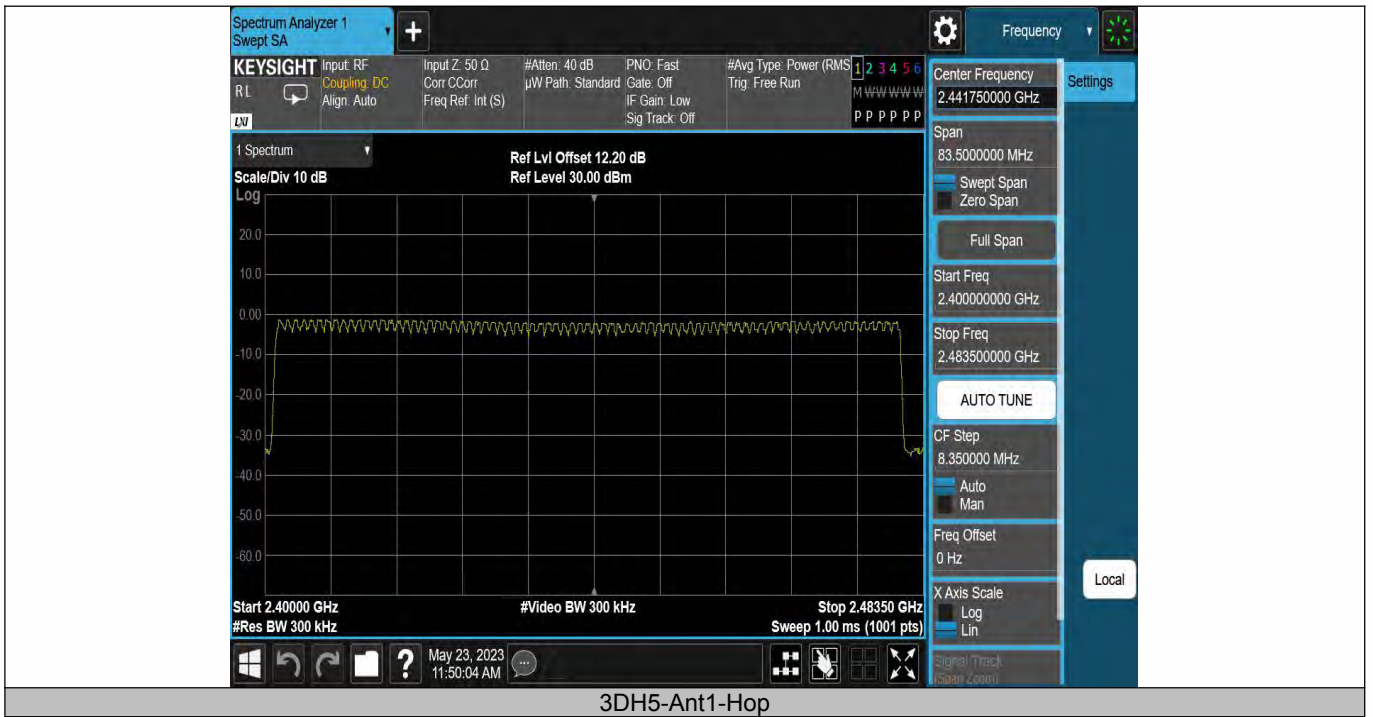 Spectrum Analyzer 1
Swept SA
+
Frequency
KEYSIGHT
RL
LXI
Input: RF
Coupling: DC
Align: Auto
Input Z: 50 Ω
Corr CCorr
Freq Ref: Int (S)
#Atten: 40 dB
µW Path: Standard
PNO: Fast
Gate: Off
IF Gain: Low
Sig Track: Off
#Avg Type: Power (RMS
Trig: Free Run
1 2 3 4 5 6
M W W W W W
P P P P P P
1 Spectrum
Scale/Div 10 dB
Ref Lvl Offset 12.20 dB
Ref Level 30.00 dBm
Log
20.0
10.0
0.00
-10.0
-20.0
-30.0
-40.0
-50.0
-60.0
Start 2.40000 GHz
#Res BW 300 kHz
#Video BW 300 kHz
Stop 2.48350 GHz
Sweep 1.00 ms (1001 pts)
Center Frequency
2.441750000 GHz
Settings
Span
83.5000000 MHz
Swept Span
Zero Span
Full Span
Start Freq
2.400000000 GHz
Stop Freq
2.483500000 GHz
AUTO TUNE
CF Step
8.350000 MHz
Auto
Man
Freq Offset
0 Hz
X Axis Scale
Log
Lin
Signal Track
(Span Zoom)
Local
?
May 23, 2023
11:50:04 AM
3DH5-Ant1-Hop